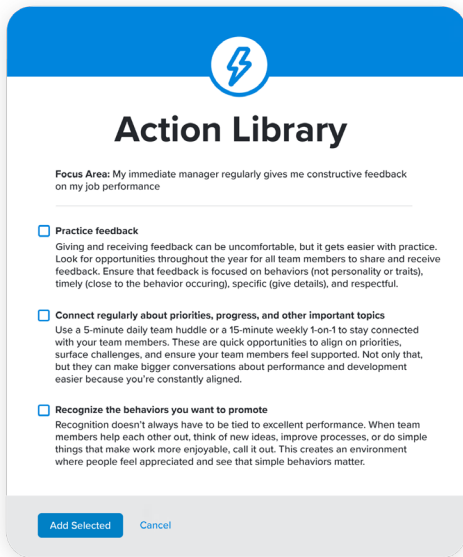 Action Library
Focus Area: My immediate manager regularly gives me constructive feedback
on my job performance
Practice feedback
Giving and receiving feedback can be uncomfortable, but it gets easier with practice.
Look for opportunities throughout the year for all team members to share and receive
feedback. Ensure that feedback is focused on behaviors (not personality or traits),
timely (close to the behavior occuring), specific (give details), and respectful.
Connect regularly about priorities, progress, and other important topics
Use a 5-minute daily team huddle or a 15-minute weekly 1-on-1 to stay connected
with your team members. These are quick opportunities to align on priorities,
surface challenges, and ensure your team members feel supported. Not only that,
but they can make bigger conversations about performance and development
easier because you're constantly aligned.
Recognize the behaviors you want to promote
Recognition doesn't always have to be tied to excellent performance. When team
members help each other out, think of new ideas, improve processes, or do simple
things that make work more enjoyable, call it out. This creates an environment
where people feel appreciated and see that simple behaviors matter.
Add Selected Cancel